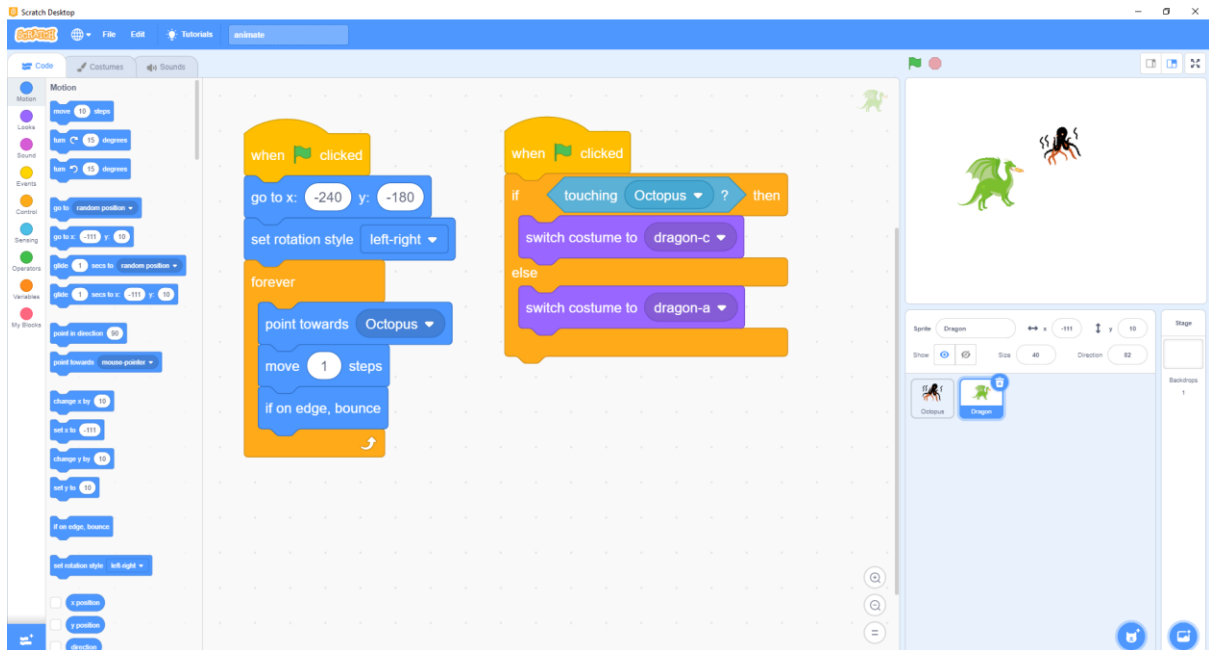 Scratch Desktop
SCRATCH File Edit Tutorials animate
Code Costumes Sounds
Motion
Looks
Sound
Events
Control
Sensing
Operators
Variables
My Blocks
Motion
move 10 steps
turn 15 degrees
turn 15 degrees
go to random position
go to x: -111 y: 10
glide 1 secs to random position
glide 1 secs to x: -111 y: 10
point in direction 90
point towards mouse-pointer
change x by 10
set x to -111
change y by 10
set y to 10
if on edge, bounce
set rotation style left-right
x position
y position
direction
when clicked
go to x: -240 y: -180
set rotation style left-right
forever
point towards Octopus
move 1 steps
if on edge, bounce
when clicked
if touching Octopus ? then
switch costume to dragon-c
else
switch costume to dragon-a
Sprite Dragon x -111 y 10
Show Size 40 Direction 82
Octopus
Dragon
Stage
Backdrops
1